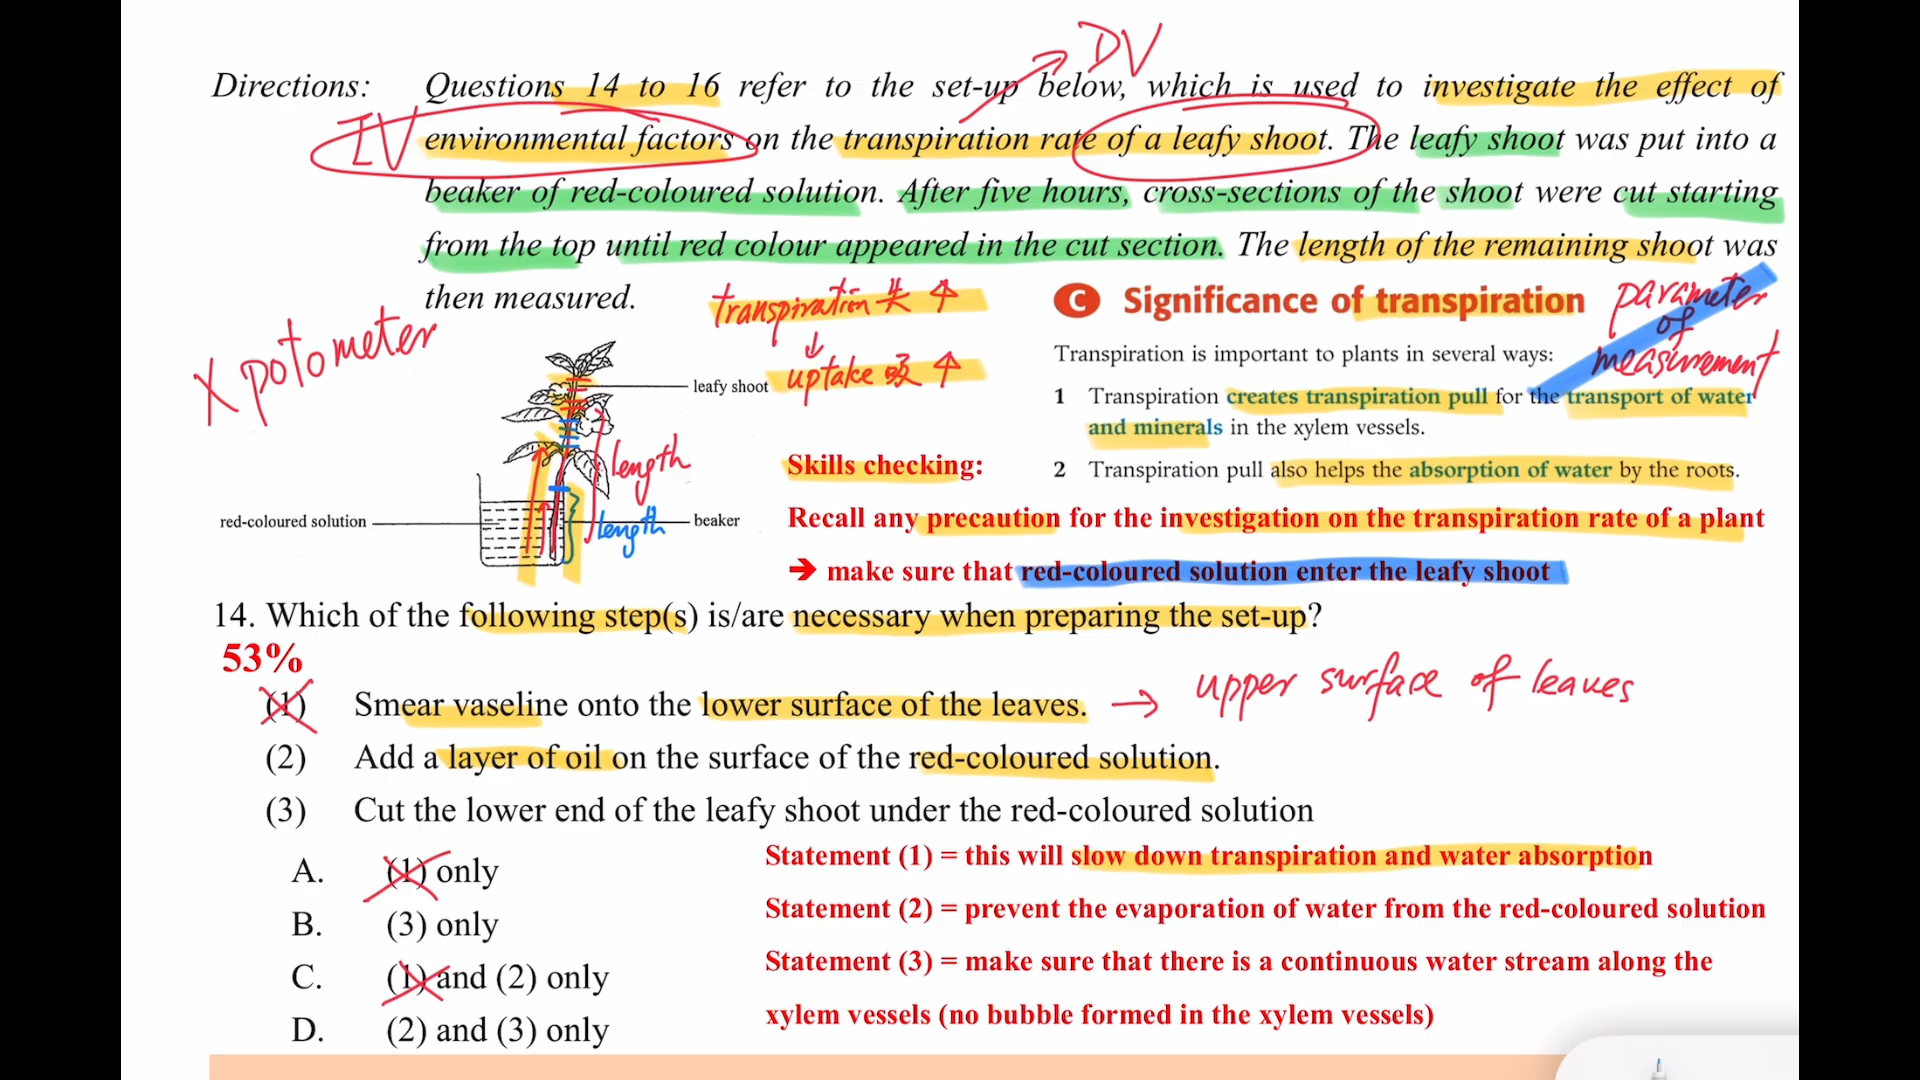 DV
Directions: Questions 14 to 16 refer to the set-up below, which is used to investigate the effect of
IV environmental factors on the transpiration rate of a leafy shoot. The leafy shoot was put into a
beaker of red-coloured solution. After five hours, cross-sections of the shoot were cut starting
from the top until red colour appeared in the cut section. The length of the remaining shoot was
then measured.
transpiration 失 ↑
↓
uptake 吸 ↑
X potometer
C Significance of transpiration
parameter
of
measurement
Transpiration is important to plants in several ways:
1 Transpiration creates transpiration pull for the transport of water
and minerals in the xylem vessels.
2 Transpiration pull also helps the absorption of water by the roots.
leafy shoot
length
length
red-coloured solution
beaker
Skills checking:
Recall any precaution for the investigation on the transpiration rate of a plant
➔ make sure that red-coloured solution enter the leafy shoot
14. Which of the following step(s) is/are necessary when preparing the set-up?
53%
(1) Smear vaseline onto the lower surface of the leaves. → upper surface of leaves
(2) Add a layer of oil on the surface of the red-coloured solution.
(3) Cut the lower end of the leafy shoot under the red-coloured solution
A. (1) only
B. (3) only
C. (1) and (2) only
D. (2) and (3) only
Statement (1) = this will slow down transpiration and water absorption
Statement (2) = prevent the evaporation of water from the red-coloured solution
Statement (3) = make sure that there is a continuous water stream along the
xylem vessels (no bubble formed in the xylem vessels)